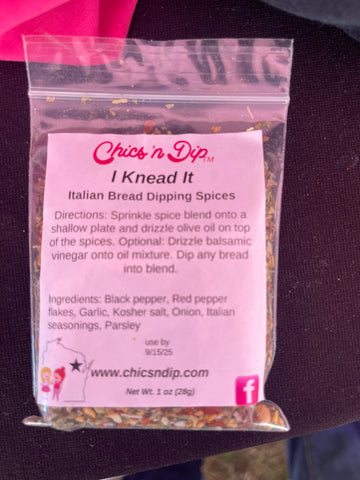 Chics 'n Dip TM
I Knead It
Italian Bread Dipping Spices
Directions: Sprinkle spice blend onto a
shallow plate and drizzle olive oil on top
of the spices. Optional: Drizzle balsamic
vinegar onto oil mixture. Dip any bread
into blend.
Ingredients: Black pepper, Red pepper
flakes, Garlic, Kosher salt, Onion, Italian
seasonings, Parsley
use by
9/15/25
www.chicsndip.com
Net Wt. 1 oz (28g)
f